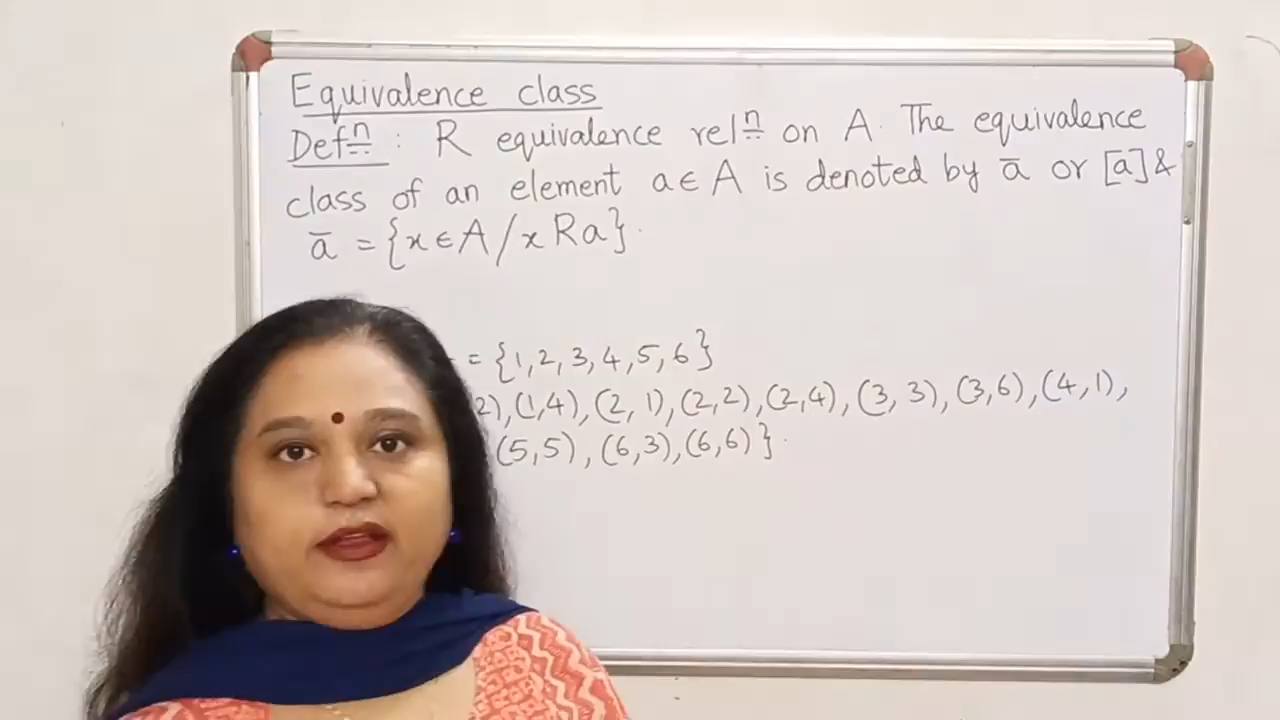 Equivalence class
Defn : R equivalence reln on A. The equivalence
class of an element a∈A is denoted by ā or [a] &
ā = {x∈A / x R a}.
= {1,2,3,4,5,6}
2),(1,4),(2,1),(2,2),(2,4),(3,3),(3,6),(4,1),
(5,5),(6,3),(6,6)}.